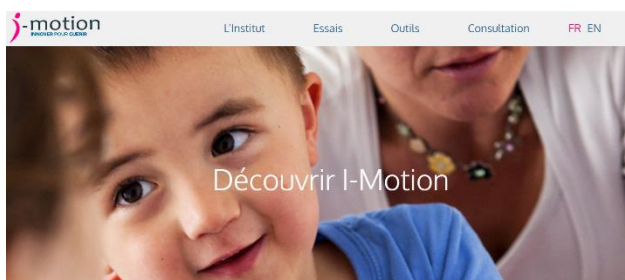 i-motion
INNOVER POUR GUERIR
L'Institut Essais Outils Consultation FR EN
Découvrir I-Motion